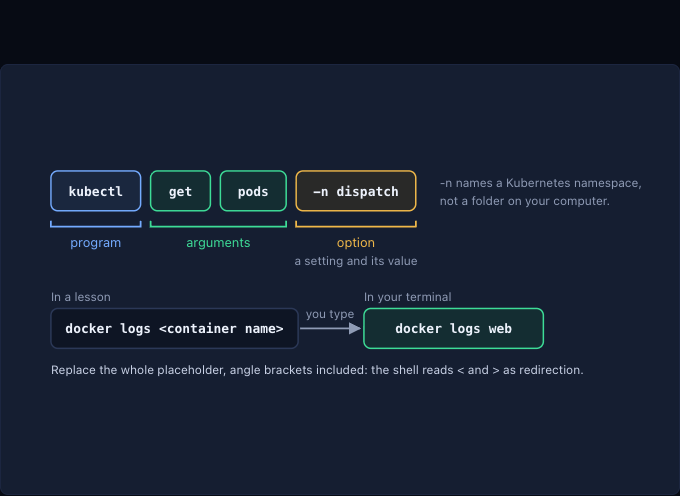 kubectl get pods -n dispatch
-n names a Kubernetes namespace,
not a folder on your computer.
program arguments option
a setting and its value
In a lesson In your terminal
docker logs <container name> you type docker logs web
Replace the whole placeholder, angle brackets included: the shell reads < and > as redirection.